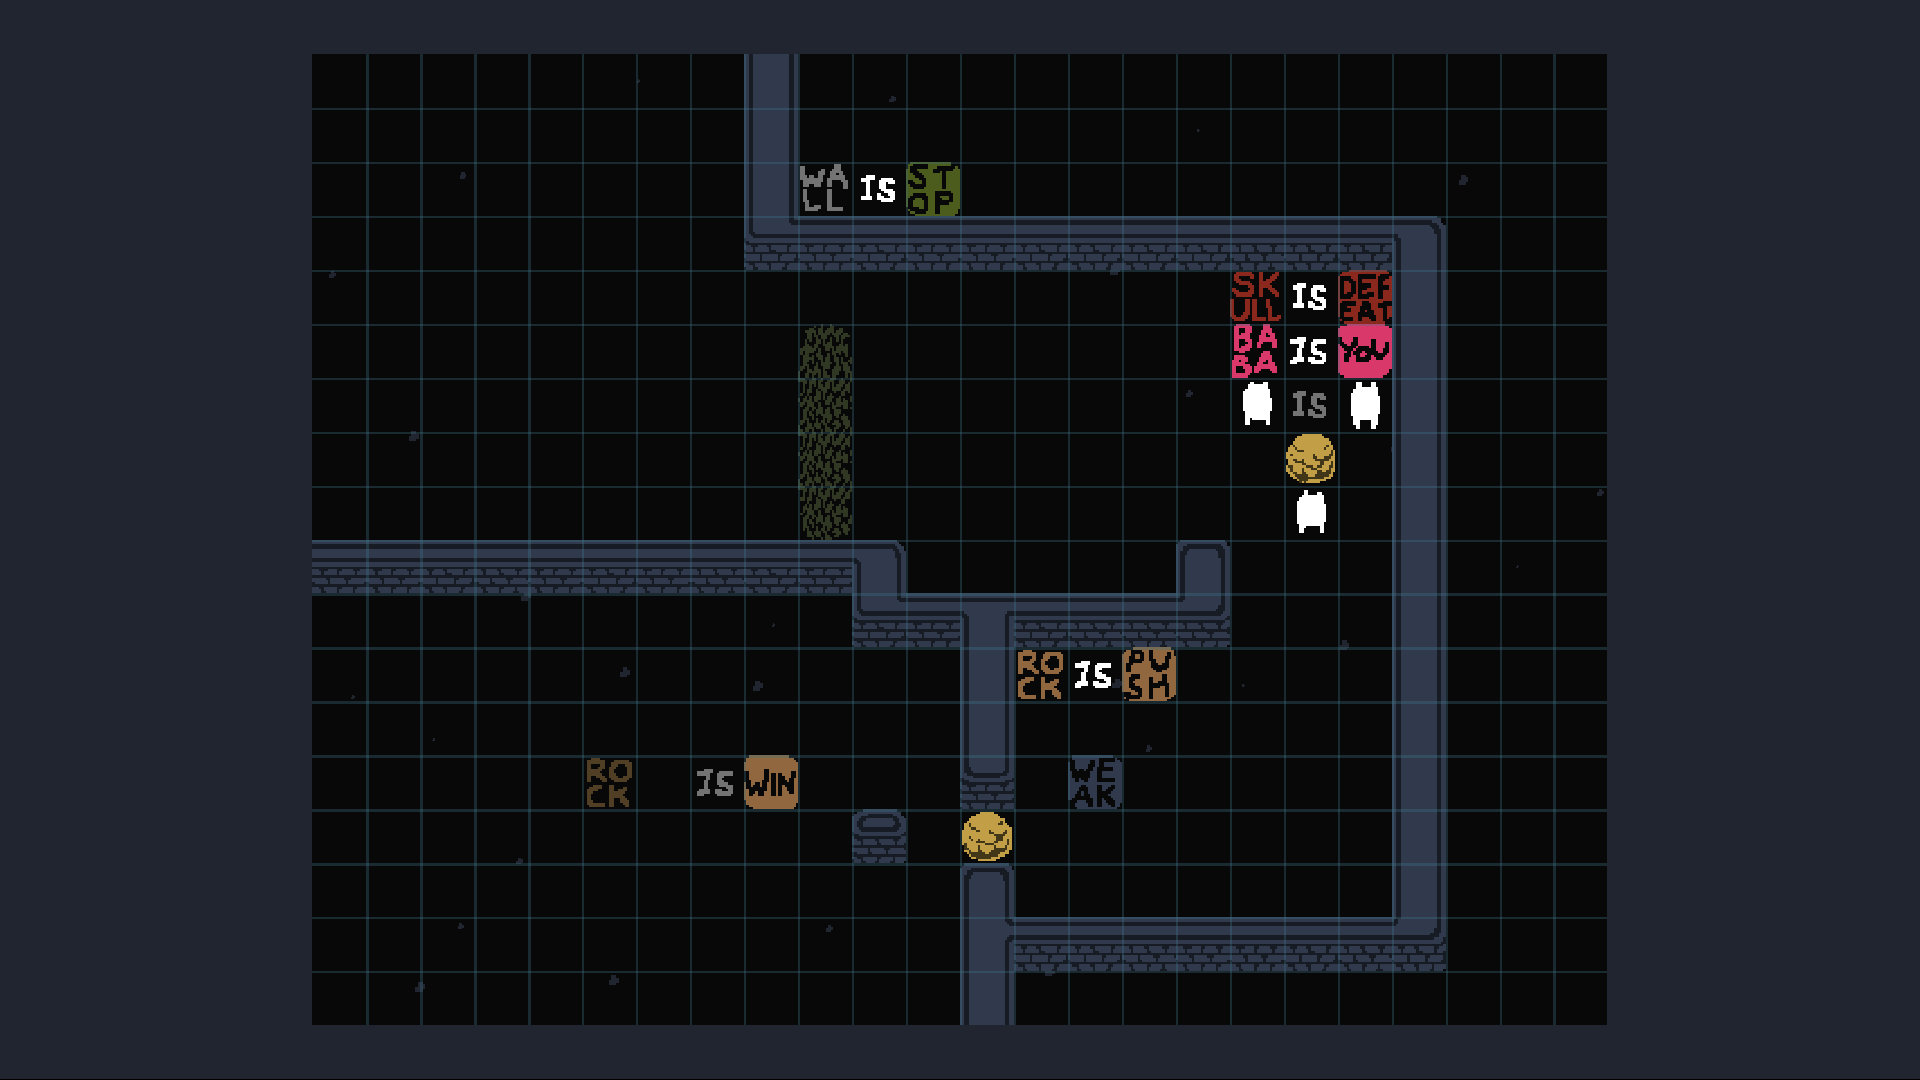 WALL IS STOP
SKULL IS DEFEAT
BABA IS YOU
IS
ROCK IS PUSH
ROCK IS WIN
WEAK